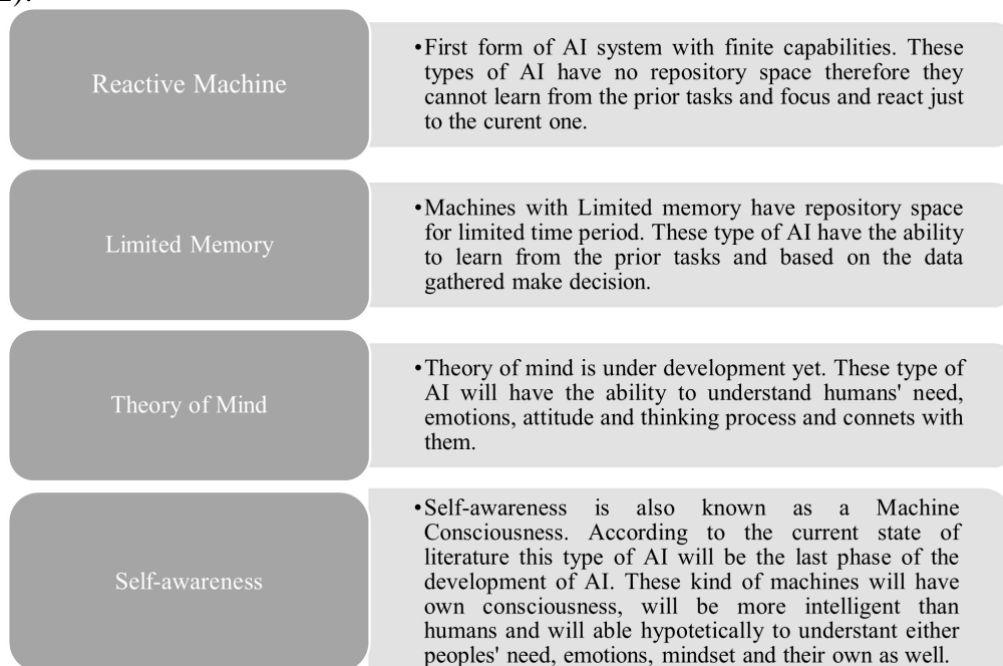 Reactive Machine
•First form of AI system with finite capabilities. These
types of AI have no repository space therefore they
cannot learn from the prior tasks and focus and react just
to the curent one.
Limited Memory
•Machines with Limited memory have repository space
for limited time period. These type of AI have the ability
to learn from the prior tasks and based on the data
gathered make decision.
Theory of Mind
•Theory of mind is under development yet. These type of
AI will have the ability to understand humans' need,
emotions, attitude and thinking process and connets with
them.
Self-awareness
•Self-awareness is also known as a Machine
Consciousness. According to the current state of
literature this type of AI will be the last phase of the
development of AI. These kind of machines will have
own consciousness, will be more intelligent than
humans and will able hypotetically to understant either
peoples' need, emotions, mindset and their own as well.